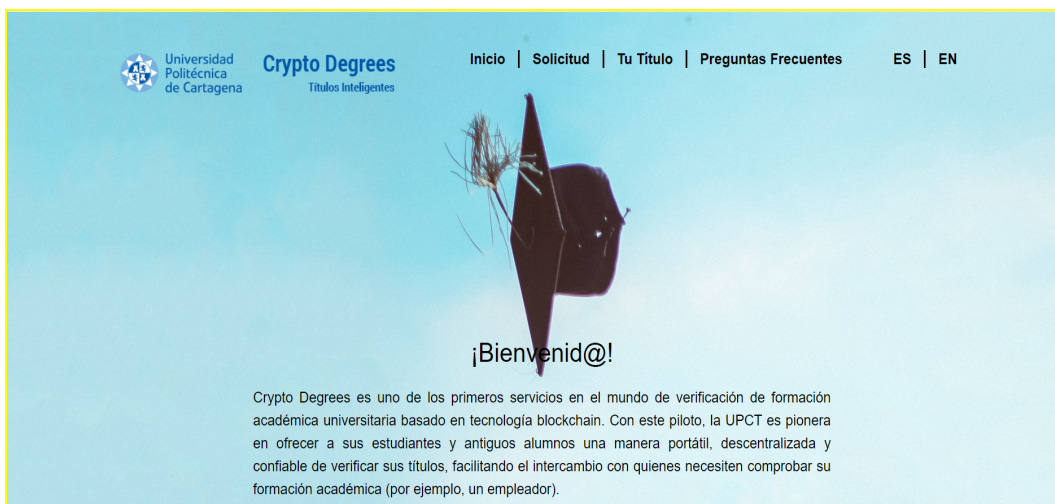 Universidad
Politécnica
de Cartagena
Crypto Degrees
Títulos Inteligentes
Inicio | Solicitud | Tu Título | Preguntas Frecuentes
ES | EN
¡Bienvenid@!
Crypto Degrees es uno de los primeros servicios en el mundo de verificación de formación
académica universitaria basado en tecnología blockchain. Con este piloto, la UPCT es pionera
en ofrecer a sus estudiantes y antiguos alumnos una manera portátil, descentralizada y
confiable de verificar sus títulos, facilitando el intercambio con quienes necesiten comprobar su
formación académica (por ejemplo, un empleador).